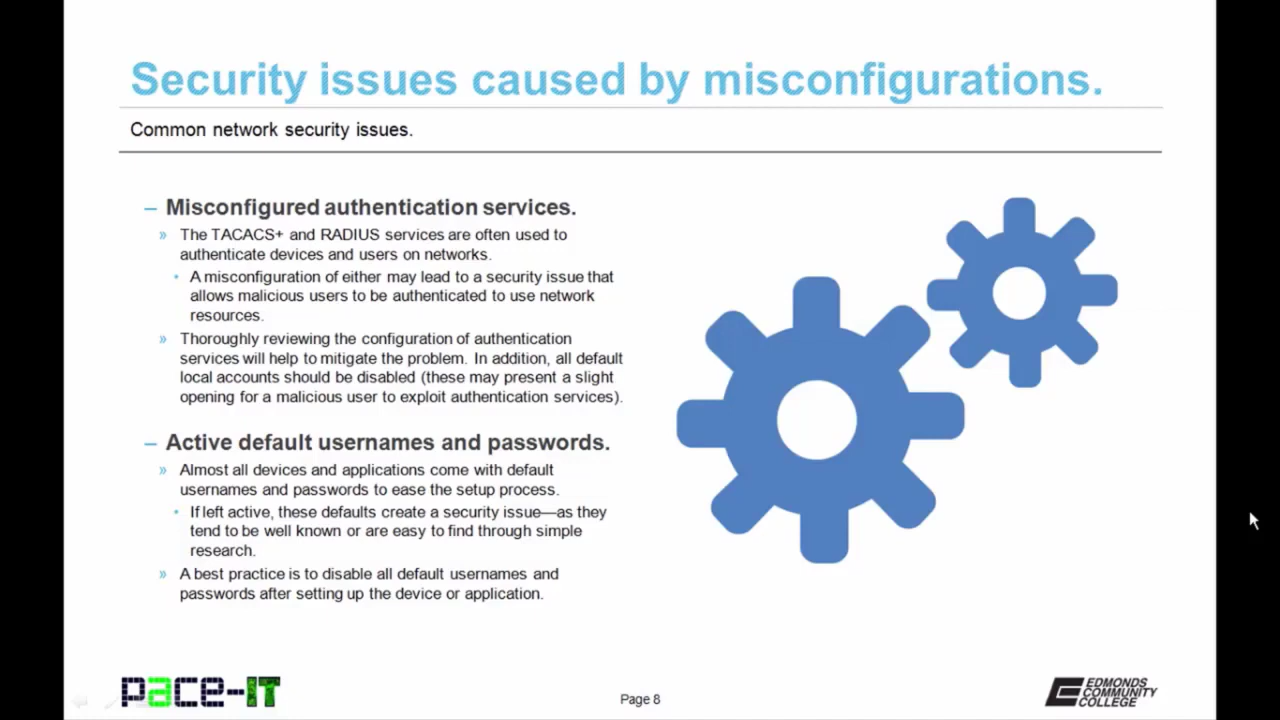 Security issues caused by misconfigurations.
Common network security issues.
– Misconfigured authentication services.
» The TACACS+ and RADIUS services are often used to
authenticate devices and users on networks.
• A misconfiguration of either may lead to a security issue that
allows malicious users to be authenticated to use network
resources.
» Thoroughly reviewing the configuration of authentication
services will help to mitigate the problem. In addition, all default
local accounts should be disabled (these may present a slight
opening for a malicious user to exploit authentication services).
– Active default usernames and passwords.
» Almost all devices and applications come with default
usernames and passwords to ease the setup process.
• If left active, these defaults create a security issue—as they
tend to be well known or are easy to find through simple
research.
» A best practice is to disable all default usernames and
passwords after setting up the device or application.
pace-IT
Page 8
EDMONDS
COMMUNITY
COLLEGE